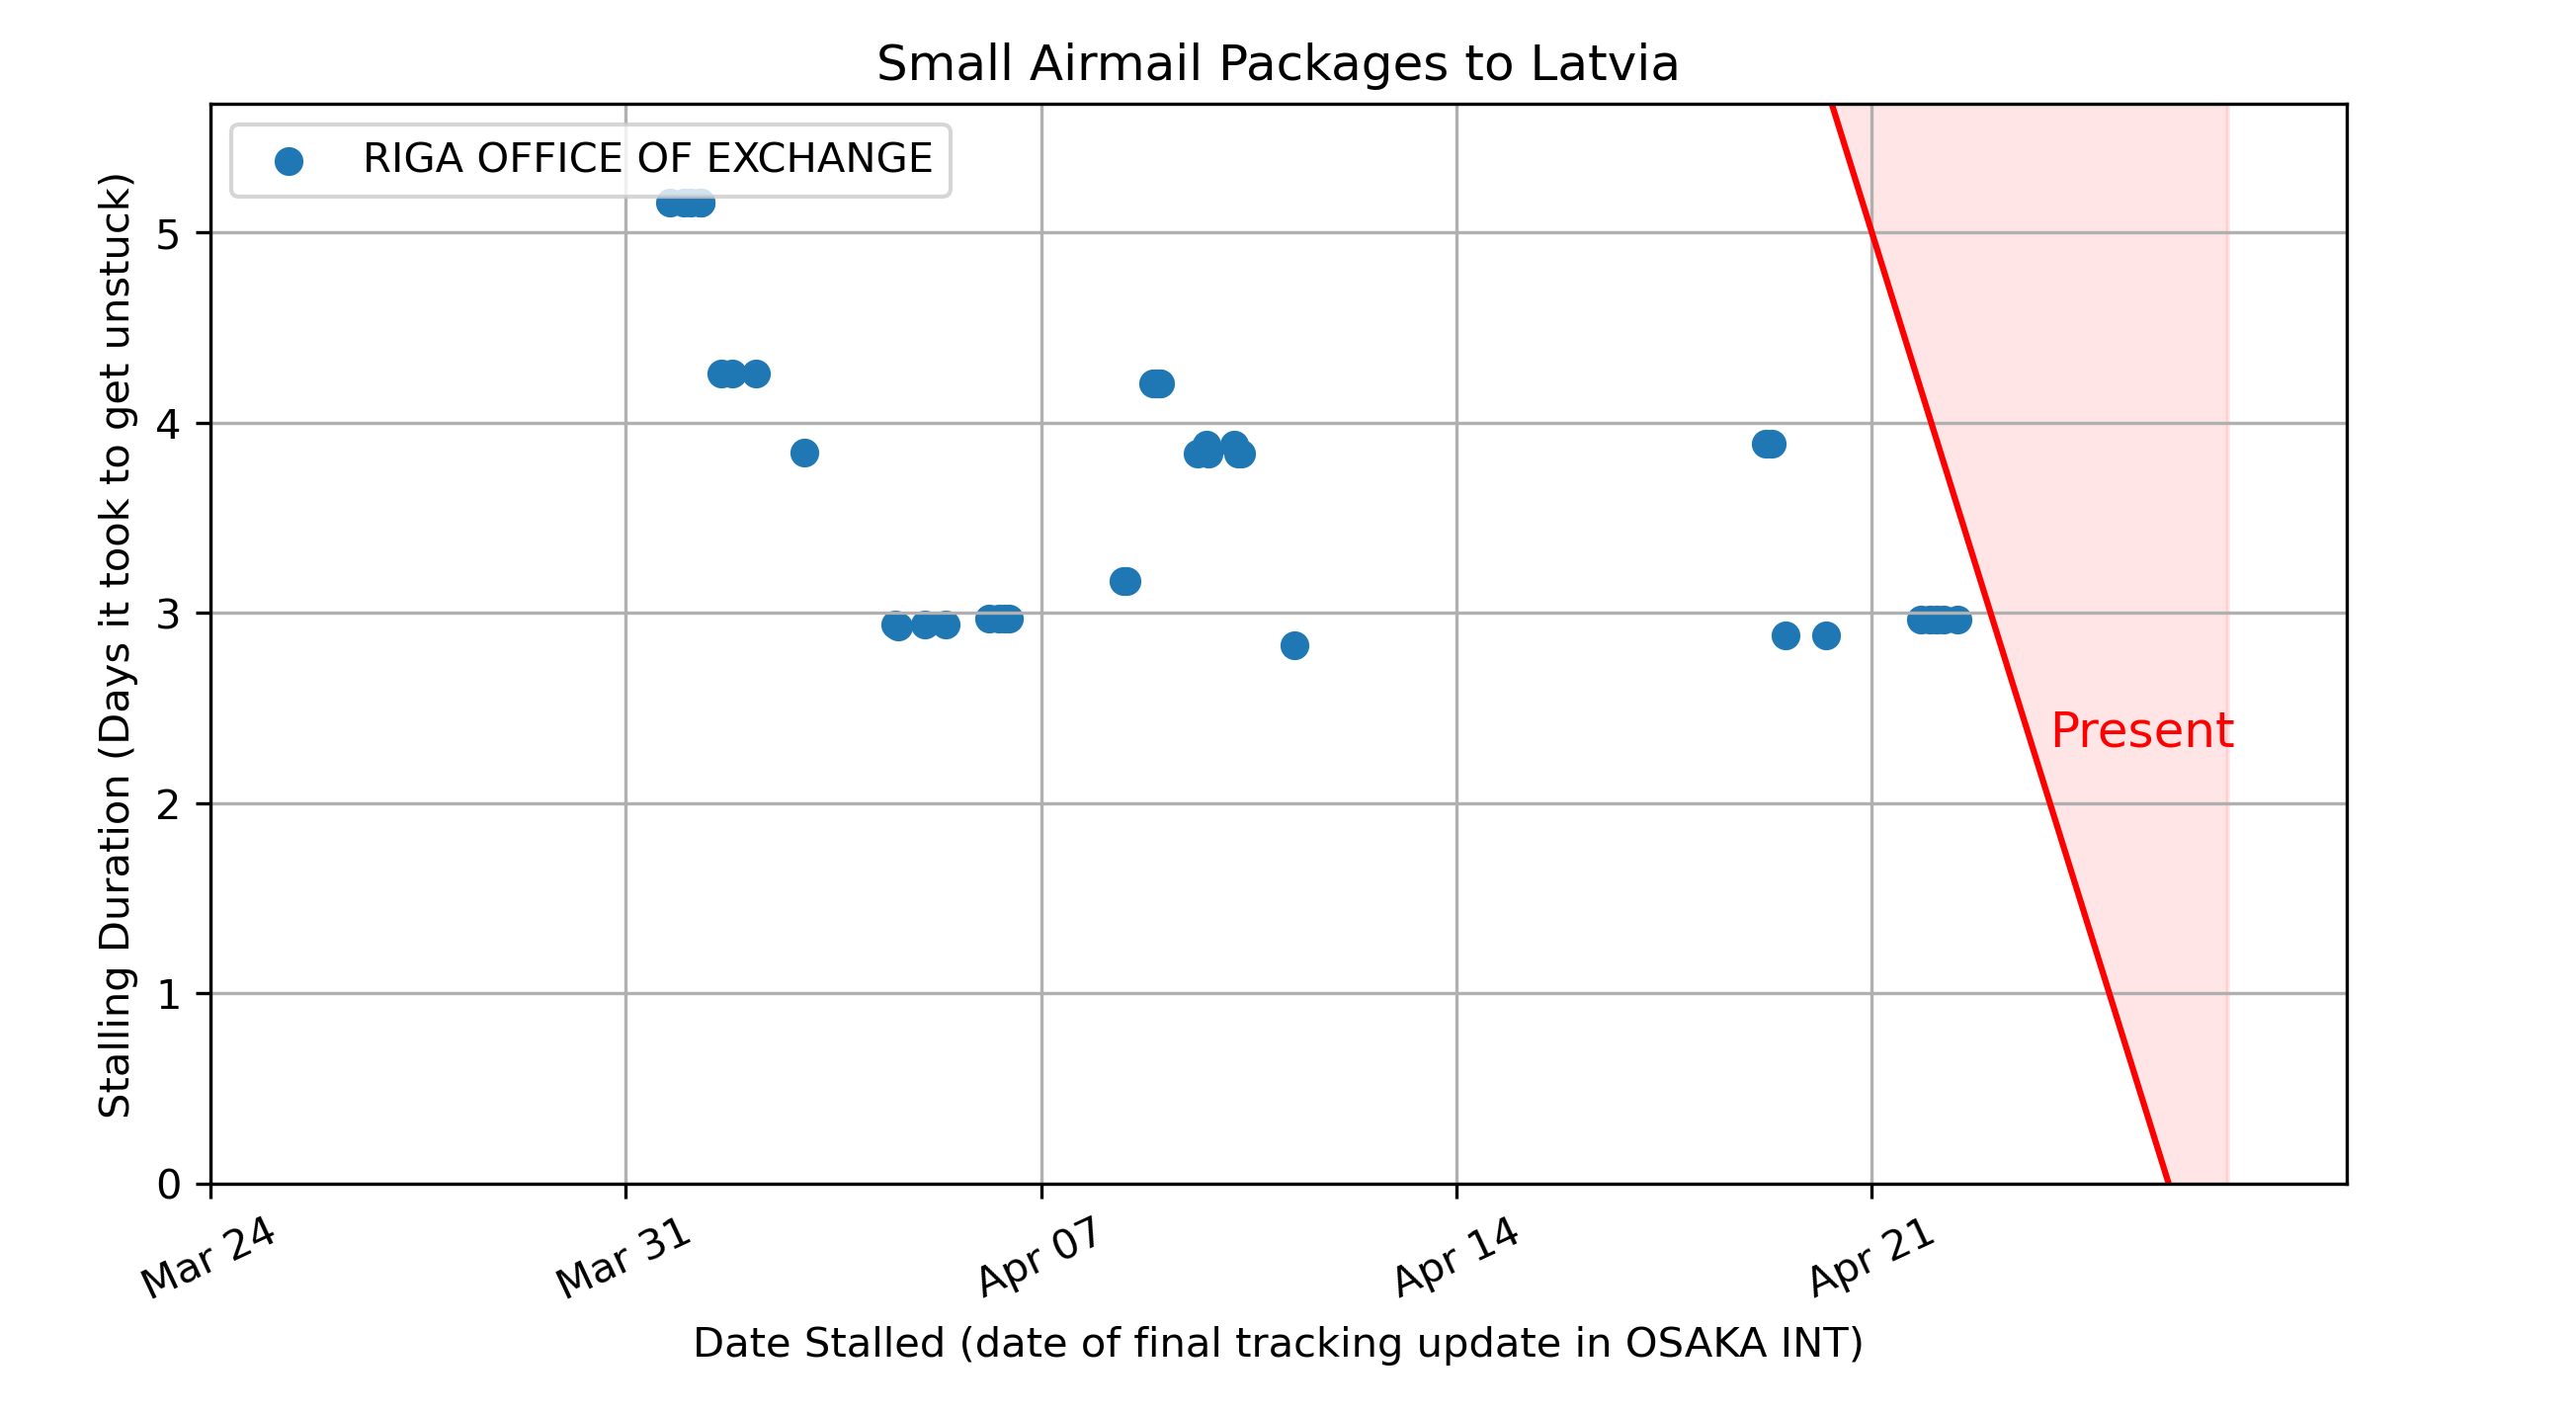 Small Airmail Packages to Latvia
RIGA OFFICE OF EXCHANGE
Stalling Duration (Days it took to get unstuck)
5
4
3
2
1
0
Present
Mar 24
Mar 31
Apr 07
Apr 14
Apr 21
Date Stalled (date of final tracking update in OSAKA INT)